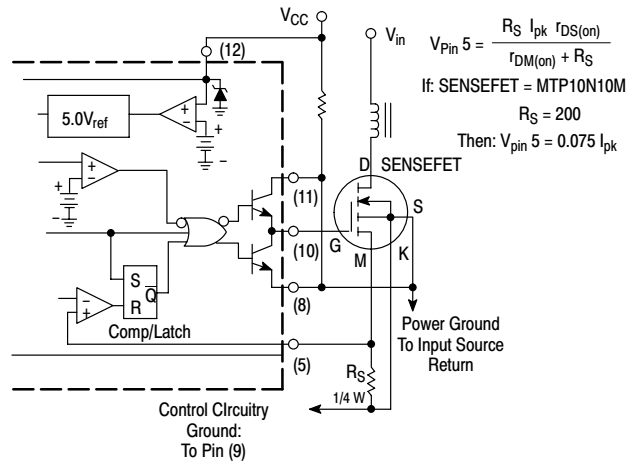 V_CC
(12)
V_in
5.0V_ref
+
−
+
−
+
−
+
−
(11)
(10)
(8)
(5)
S
R
Q̅
−
+
Comp/Latch
D SENSEFET
S
G
M
K
Power Ground
To Input Source
Return
R_S
1/4 W
Control CIrcuitry
Ground:
To Pin (9)
V_Pin 5 = R_S I_pk r_DS(on)
r_DM(on) + R_S
If: SENSEFET = MTP10N10M
R_S = 200
Then: V_pin 5 = 0.075 I_pk